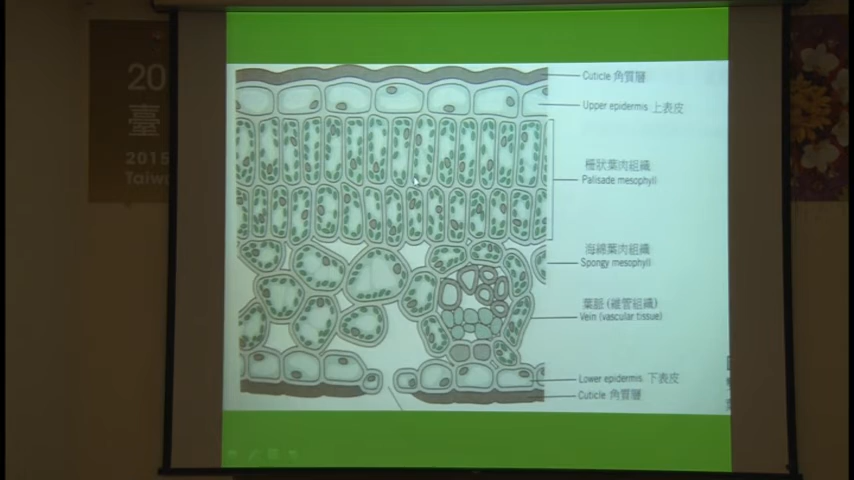 20
臺
2015
Taiw
Cuticle 角質層
Upper epidermis 上表皮
柵狀葉肉組織
Palisade mesophyll
海綿葉肉組織
Spongy mesophyll
葉脈 (維管組織)
Vein (vascular tissue)
Lower epidermis 下表皮
Cuticle 角質層